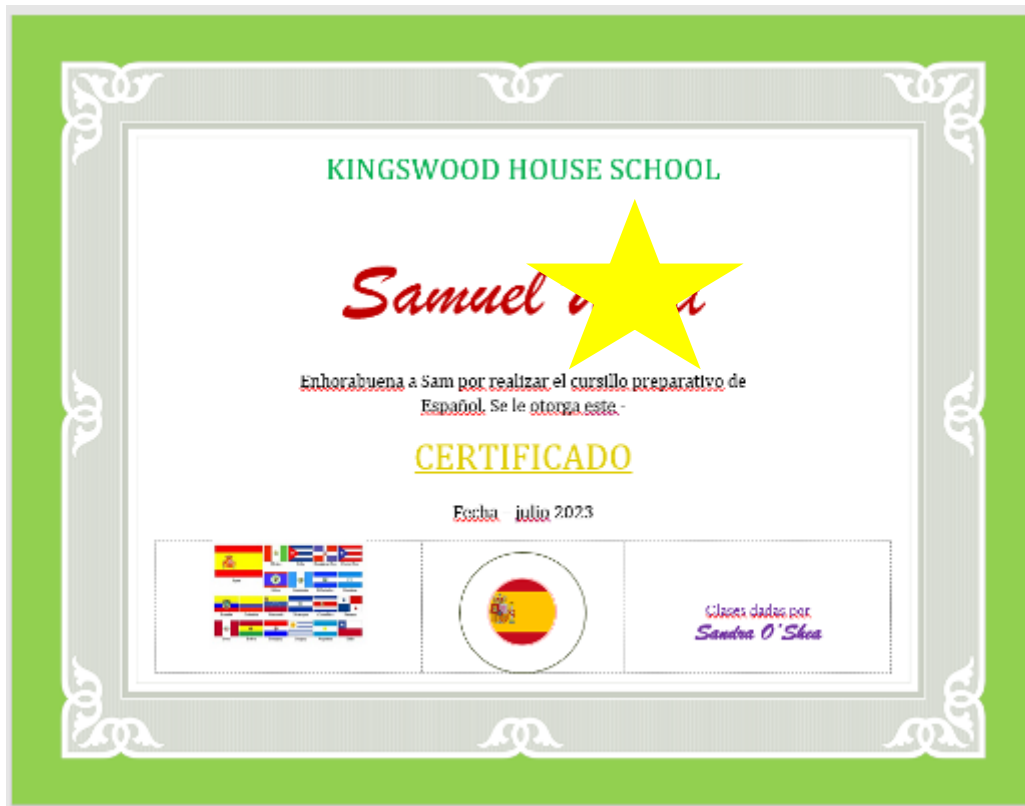 KINGSWOOD HOUSE SCHOOL
Samuel
Enhorabuena a Sam por realizar el cursillo preparativo de
Español. Se le otorga este -
CERTIFICADO
Fecha - julio 2023
Clases dadas por
Sandra O'Shea